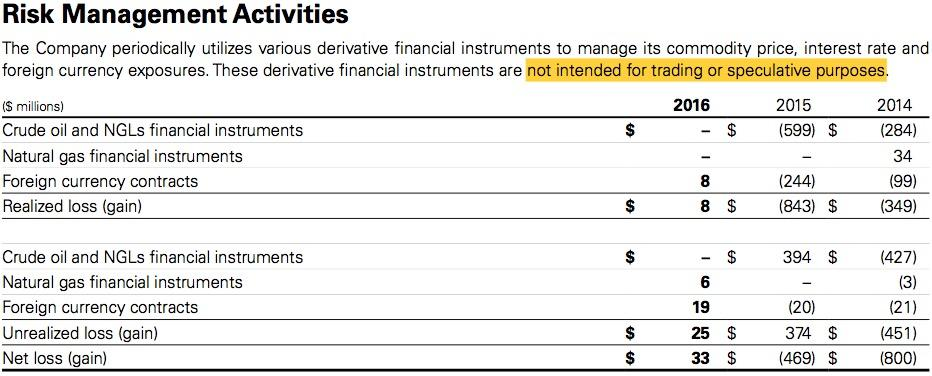 Risk Management Activities
The Company periodically utilizes various derivative financial instruments to manage its commodity price, interest rate and
foreign currency exposures. These derivative financial instruments are not intended for trading or speculative purposes.
($ millions) 2016 2015 2014
Crude oil and NGLs financial instruments $ – $ (599) $ (284)
Natural gas financial instruments – – 34
Foreign currency contracts 8 (244) (99)
Realized loss (gain) $ 8 $ (843) $ (349)
Crude oil and NGLs financial instruments $ – $ 394 $ (427)
Natural gas financial instruments 6 – (3)
Foreign currency contracts 19 (20) (21)
Unrealized loss (gain) $ 25 $ 374 $ (451)
Net loss (gain) $ 33 $ (469) $ (800)